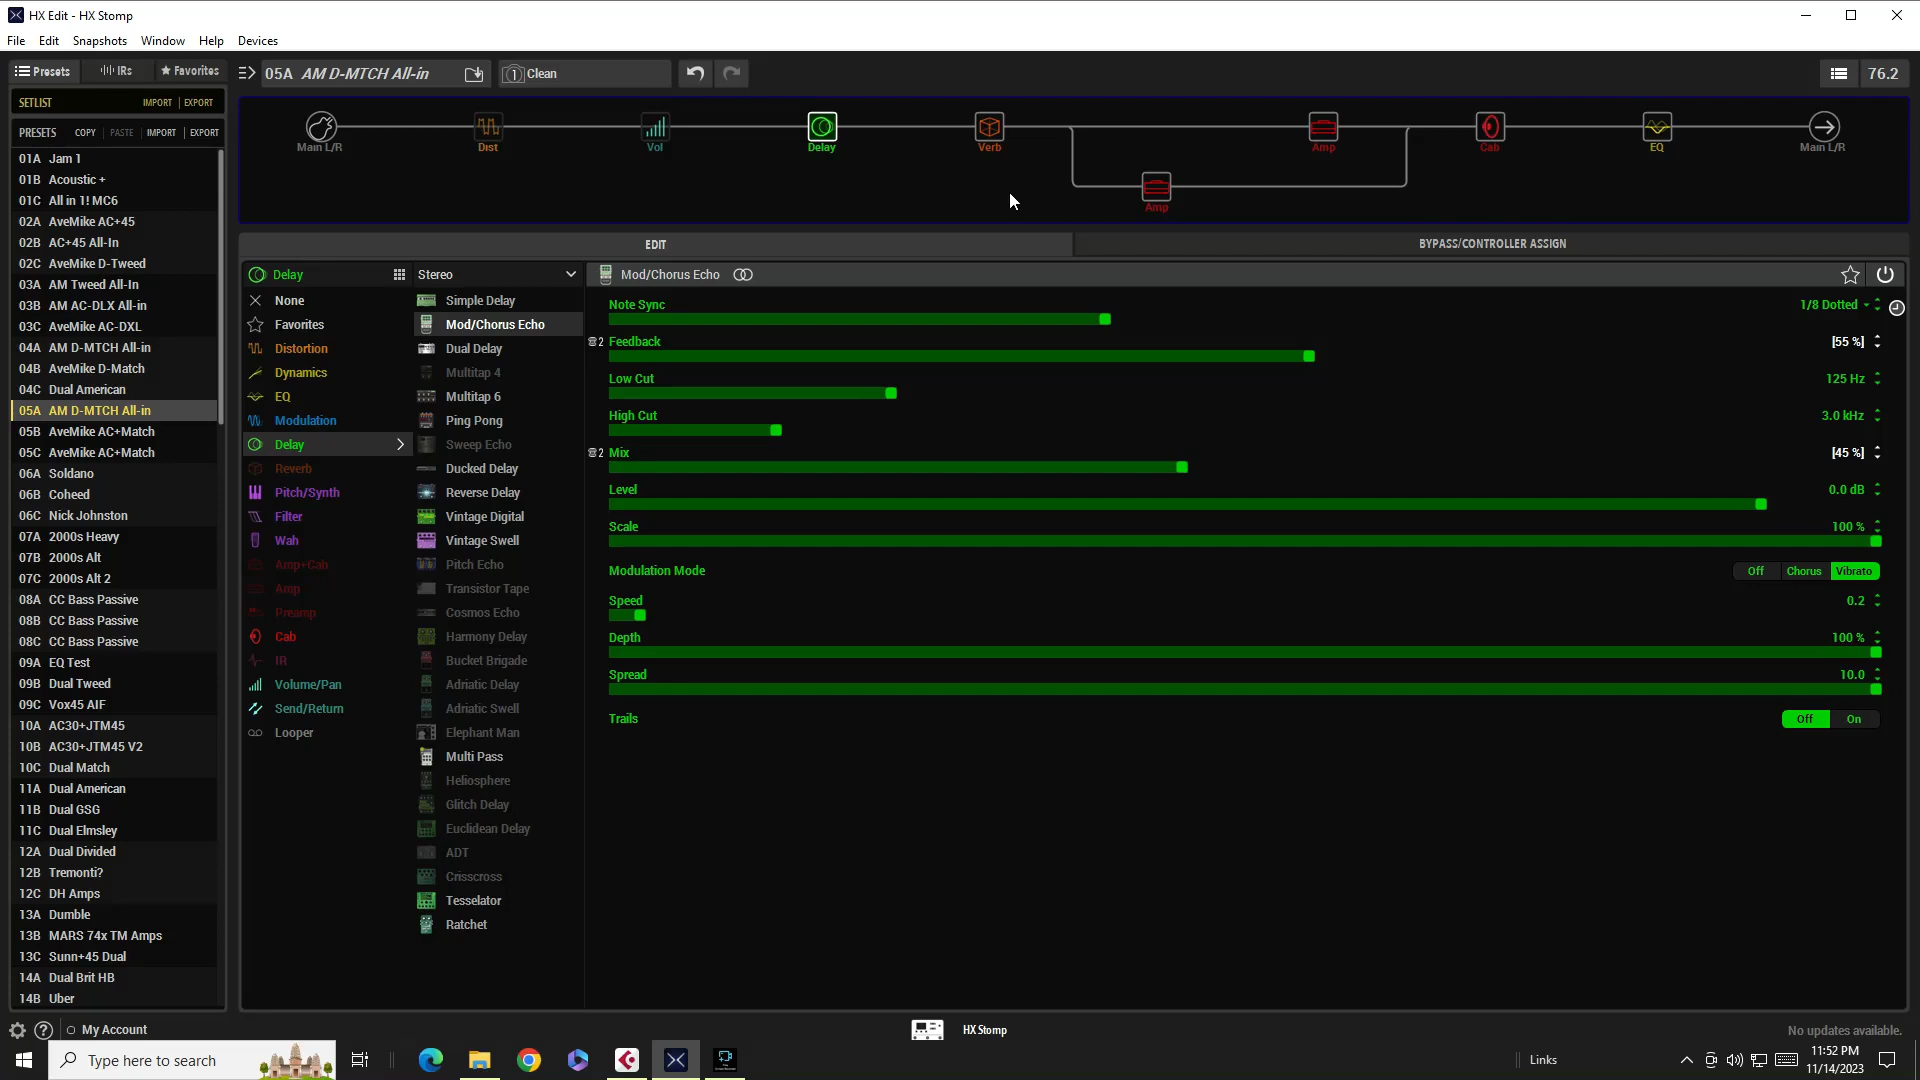 HX Edit - HX Stomp
File Edit Snapshots Window Help Devices
Presets IRs Favorites
05A AM D-MTCH All-in
1 Clean
76.2
SETLIST IMPORT | EXPORT
PRESETS COPY | PASTE | IMPORT | EXPORT
01A Jam 1
01B Acoustic +
01C All in 1! MC6
02A AveMike AC+45
02B AC+45 All-In
02C AveMike D-Tweed
03A AM Tweed All-In
03B AM AC-DLX All-in
03C AveMike AC-DXL
04A AM D-MTCH All-in
04B AveMike D-Match
04C Dual American
05A AM D-MTCH All-in
05B AveMike AC+Match
05C AveMike AC+Match
06A Soldano
06B Coheed
06C Nick Johnston
07A 2000s Heavy
07B 2000s Alt
07C 2000s Alt 2
08A CC Bass Passive
08B CC Bass Passive
08C CC Bass Passive
09A EQ Test
09B Dual Tweed
09C Vox45 AIF
10A AC30+JTM45
10B AC30+JTM45 V2
10C Dual Match
11A Dual American
11B Dual GSG
11C Dual Elmsley
12A Dual Divided
12B Tremonti?
12C DH Amps
13A Dumble
13B MARS 74x TM Amps
13C Sunn+45 Dual
14A Dual Brit HB
14B Uber
Main L/R Dist Vol Delay Verb Amp Cab EQ Main L/R
Amp
EDIT
BYPASS/CONTROLLER ASSIGN
Delay
None
Favorites
Distortion
Dynamics
EQ
Modulation
Delay
Reverb
Pitch/Synth
Filter
Wah
Amp+Cab
Amp
Preamp
Cab
IR
Volume/Pan
Send/Return
Looper
Stereo
Simple Delay
Mod/Chorus Echo
Dual Delay
Multitap 4
Multitap 6
Ping Pong
Sweep Echo
Ducked Delay
Reverse Delay
Vintage Digital
Vintage Swell
Pitch Echo
Transistor Tape
Cosmos Echo
Harmony Delay
Bucket Brigade
Adriatic Delay
Adriatic Swell
Elephant Man
Multi Pass
Heliosphere
Glitch Delay
Euclidean Delay
ADT
Crisscross
Tesselator
Ratchet
Mod/Chorus Echo
Note Sync 1/8 Dotted
2 Feedback [55 %]
Low Cut 125 Hz
High Cut 3.0 kHz
2 Mix [45 %]
Level 0.0 dB
Scale 100 %
Modulation Mode Off Chorus Vibrato
Speed 0.2
Depth 100 %
Spread 10.0
Trails Off On
? My Account
HX Stomp
No updates available.
Type here to search
Links
11:52 PM
11/14/2023